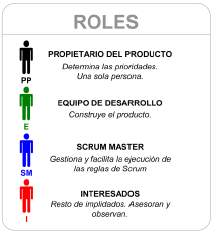 ROLES
PROPIETARIO DEL PRODUCTO
Determina las prioridades.
Una sola persona.
PP
EQUIPO DE DESARROLLO
Construye el producto.
E
SCRUM MASTER
Gestiona y facilita la ejecución de
las reglas de Scrum
SM
INTERESADOS
Resto de implidados. Asesoran y
observan.
I